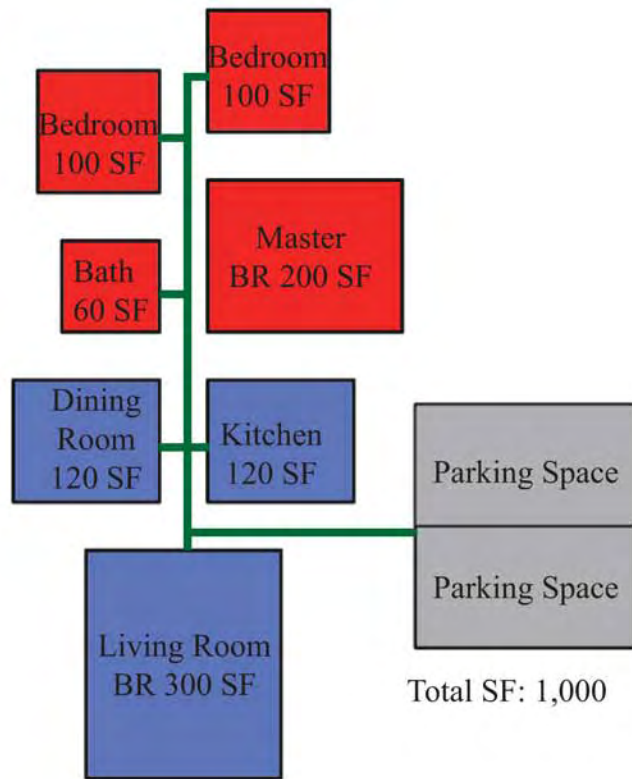 Bedroom
100 SF
Bedroom
100 SF
Master
BR 200 SF
Bath
60 SF
Dining
Room
120 SF
Kitchen
120 SF
Parking Space
Parking Space
Living Room
BR 300 SF
Total SF: 1,000